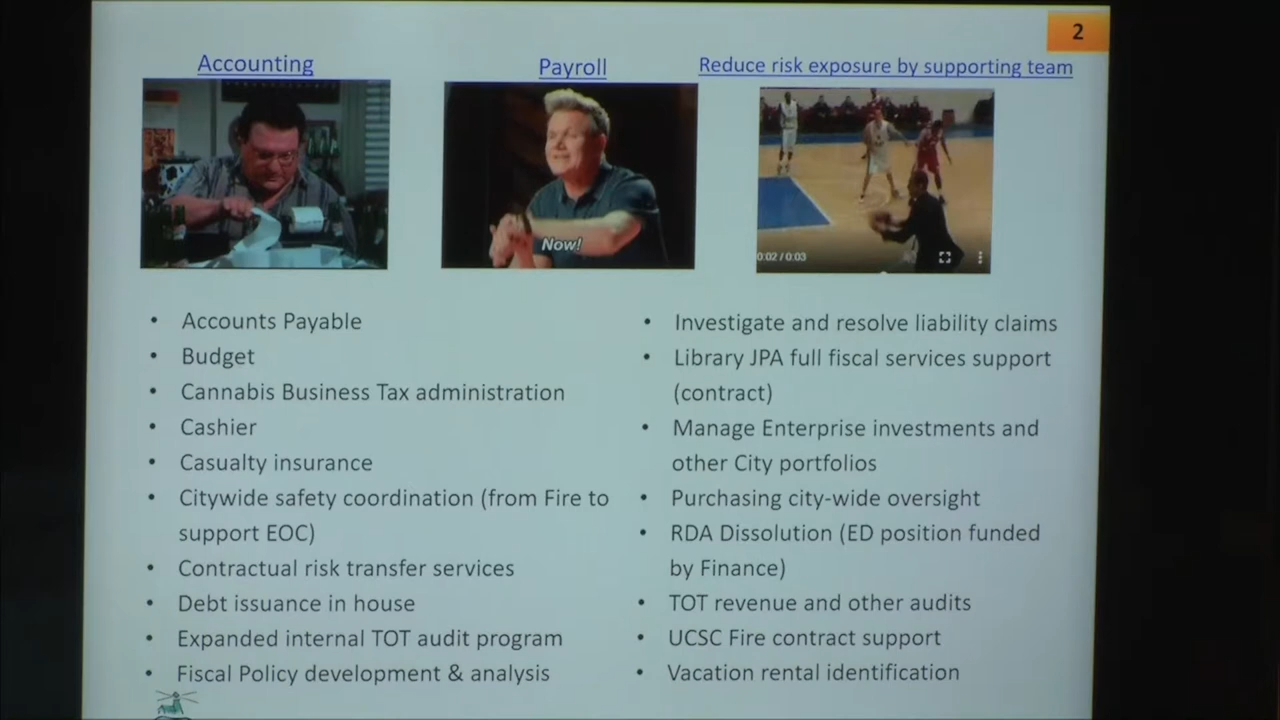 2
Accounting
Payroll
Reduce risk exposure by supporting team
Now!
0:02 / 0:03
• Accounts Payable
• Budget
• Cannabis Business Tax administration
• Cashier
• Casualty insurance
• Citywide safety coordination (from Fire to
support EOC)
• Contractual risk transfer services
• Debt issuance in house
• Expanded internal TOT audit program
• Fiscal Policy development & analysis
• Investigate and resolve liability claims
• Library JPA full fiscal services support
(contract)
• Manage Enterprise investments and
other City portfolios
• Purchasing city-wide oversight
• RDA Dissolution (ED position funded
by Finance)
• TOT revenue and other audits
• UCSC Fire contract support
• Vacation rental identification